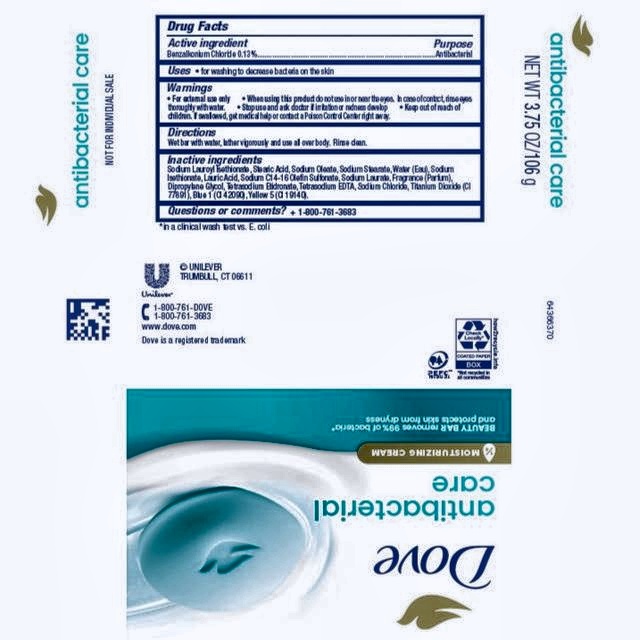 Drug Facts
Active ingredient Purpose
Benzalkonium Chloride 0.13%......Antibacterial
Uses • for washing to decrease bacteria on the skin
Warnings
• For external use only • When using this product do not use in or near the eyes. In case of contact, rinse eyes
thoroughly with water. • Stop use and ask doctor if irritation or redness develop • Keep out of reach of
children. If swallowed, get medical help or contact a Poison Control Center right away.
Directions
Wet bar with water, lather vigorously and use all over body. Rinse clean.
Inactive ingredients
Sodium Lauroyl Isethionate, Stearic Acid, Sodium Oleate, Sodium Stearate, Water (Eau), Sodium
Isethionate, Lauric Acid, Sodium C14-16 Olefin Sulfonate, Sodium Laurate, Fragrance (Parfum),
Dipropylene Glycol, Tetrasodium Etidronate, Tetrasodium EDTA, Sodium Chloride, Titanium Dioxide (CI
77891), Blue 1 (CI 42090), Yellow 5 (CI 19140).
Questions or comments? + 1-800-761-3683
*in a clinical wash test vs. E. coli
antibacterial care
NOT FOR INDIVIDUAL SALE
antibacterial care
NET WT 3.75 OZ/106 g
Unilever
© UNILEVER
TRUMBULL, CT 06611
1-800-761-DOVE
1-800-761-3683
www.dove.com
Dove is a registered trademark
64366370
how2recycle.info
Check
Locally*
COATED PAPER
BOX
*Not recycled in
all communities
Dove
antibacterial
care
¼ MOISTURIZING CREAM
BEAUTY BAR removes 99% of bacteria*
and protects skin from dryness